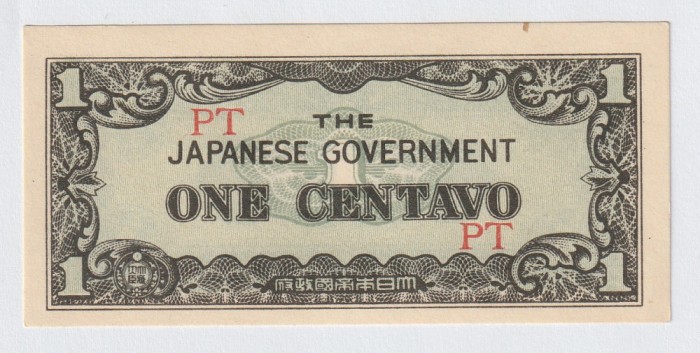 1 1
PT THE
JAPANESE GOVERNMENT
ONE CENTAVO
PT
1 1
大日本帝國政府